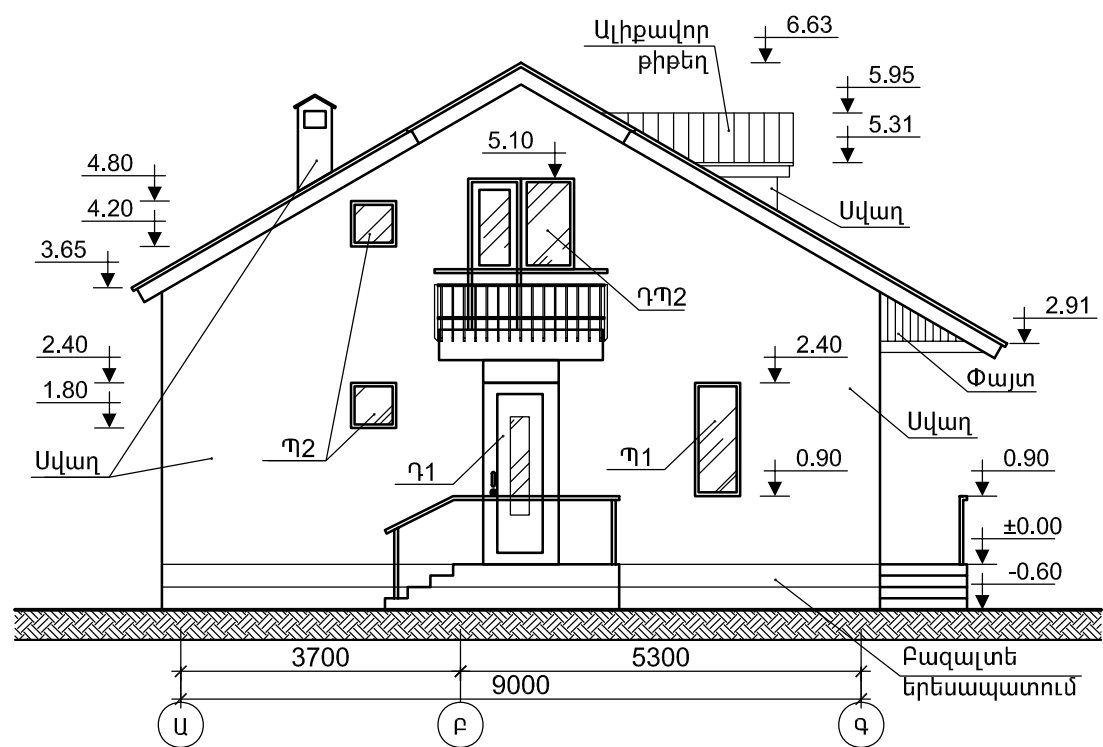 6.63
Ալիքավոր
թիթեղ
5.95
5.31
5.10
4.80
4.20
Սվաղ
3.65
ԴՊ2
2.91
2.40
2.40
Փայտ
1.80
Սվաղ
Սվաղ
Պ2
Դ1
Պ1
0.90
0.90
±0.00
-0.60
3700
5300
Բազալտե
երեսապատում
9000
Ա
Բ
Գ